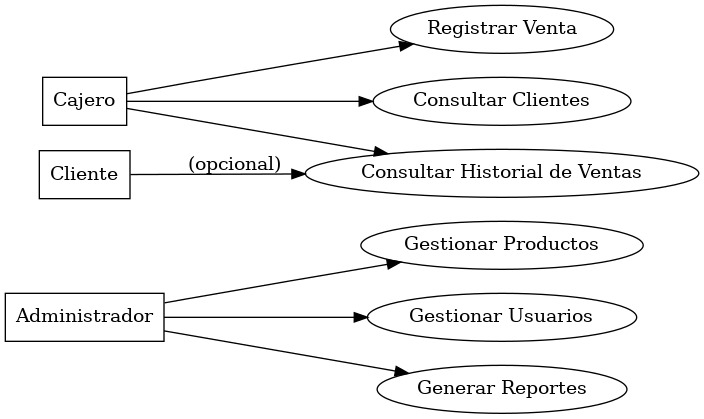 Registrar Venta
Cajero
Consultar Clientes
(opcional)
Cliente
Consultar Historial de Ventas
Gestionar Productos
Administrador
Gestionar Usuarios
Generar Reportes